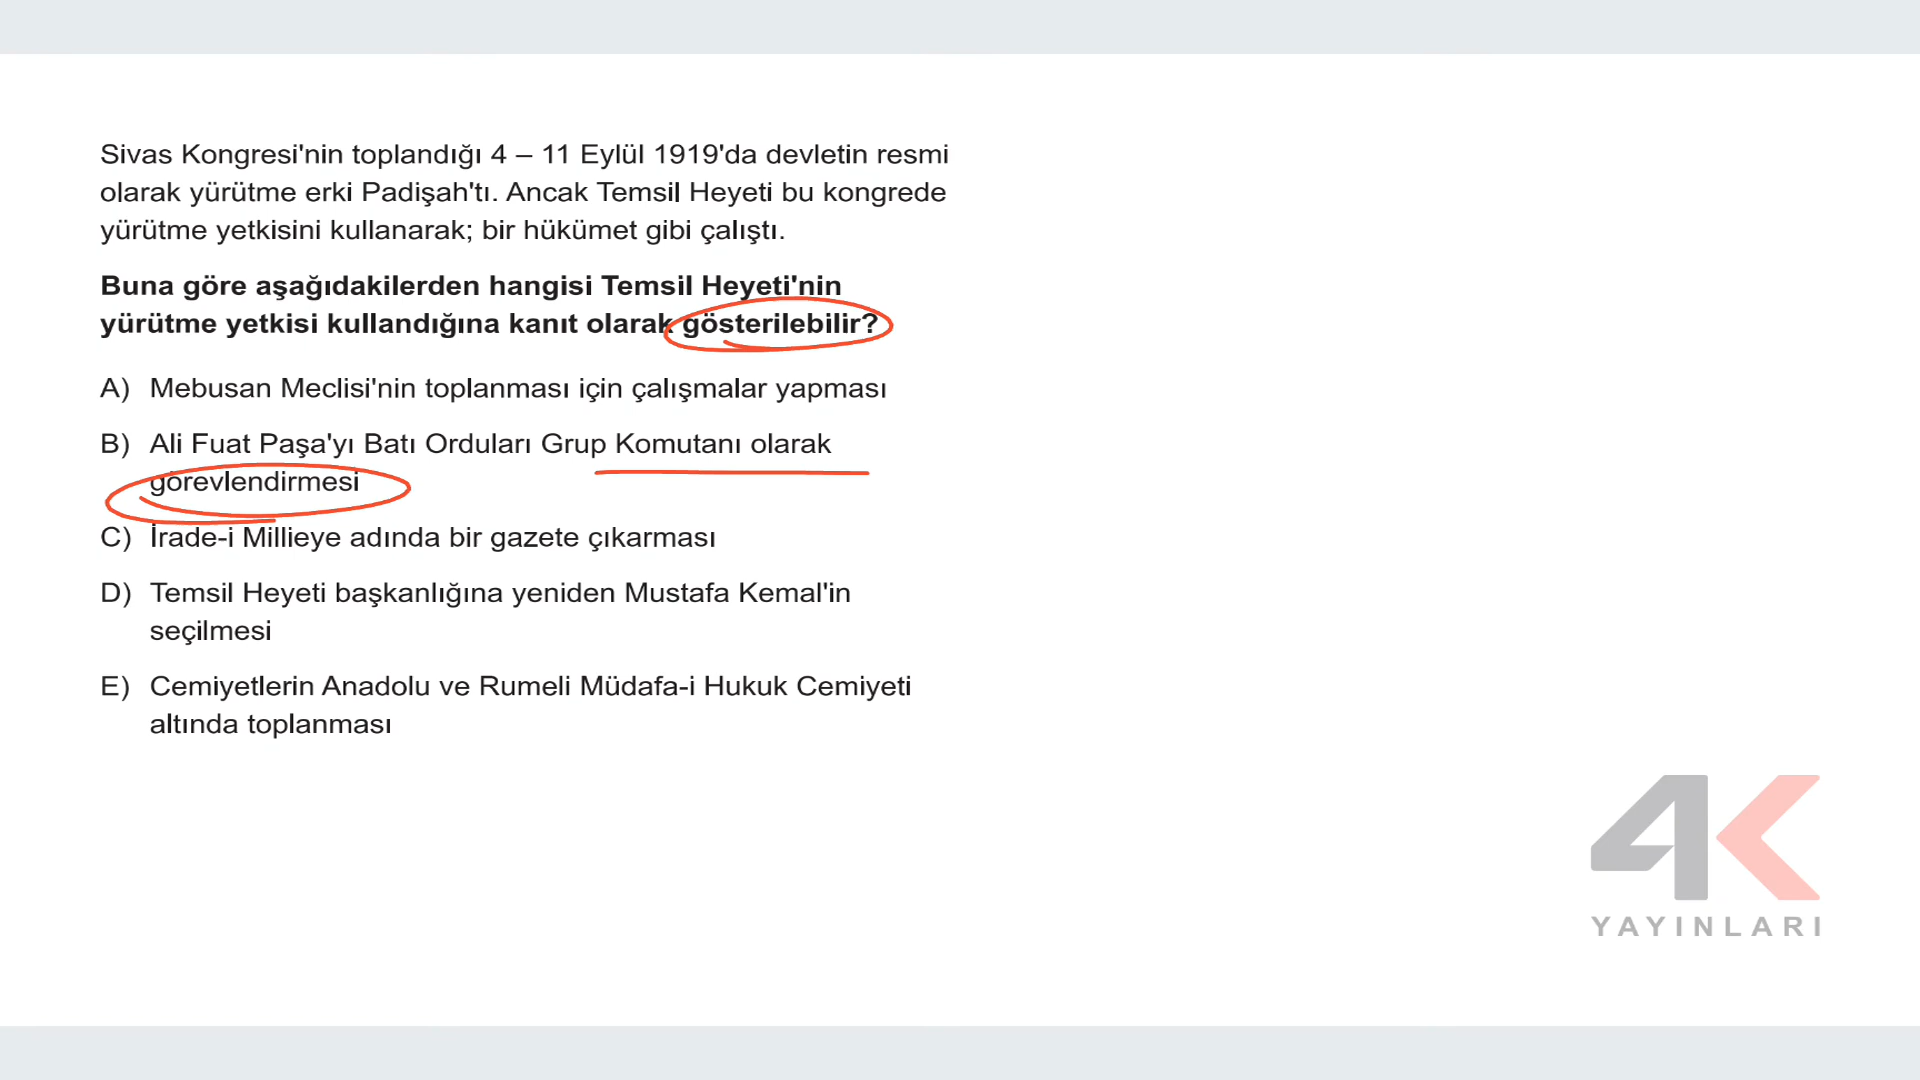 Sivas Kongresi'nin toplandığı 4 – 11 Eylül 1919'da devletin resmi
olarak yürütme erki Padişah'tı. Ancak Temsil Heyeti bu kongrede
yürütme yetkisini kullanarak; bir hükümet gibi çalıştı.
Buna göre aşağıdakilerden hangisi Temsil Heyeti'nin
yürütme yetkisi kullandığına kanıt olarak gösterilebilir?
A) Mebusan Meclisi'nin toplanması için çalışmalar yapması
B) Ali Fuat Paşa'yı Batı Orduları Grup Komutanı olarak
görevlendirmesi
C) İrade-i Millieye adında bir gazete çıkarması
D) Temsil Heyeti başkanlığına yeniden Mustafa Kemal'in
seçilmesi
E) Cemiyetlerin Anadolu ve Rumeli Müdafa-i Hukuk Cemiyeti
altında toplanması
4K
YAYINLARI